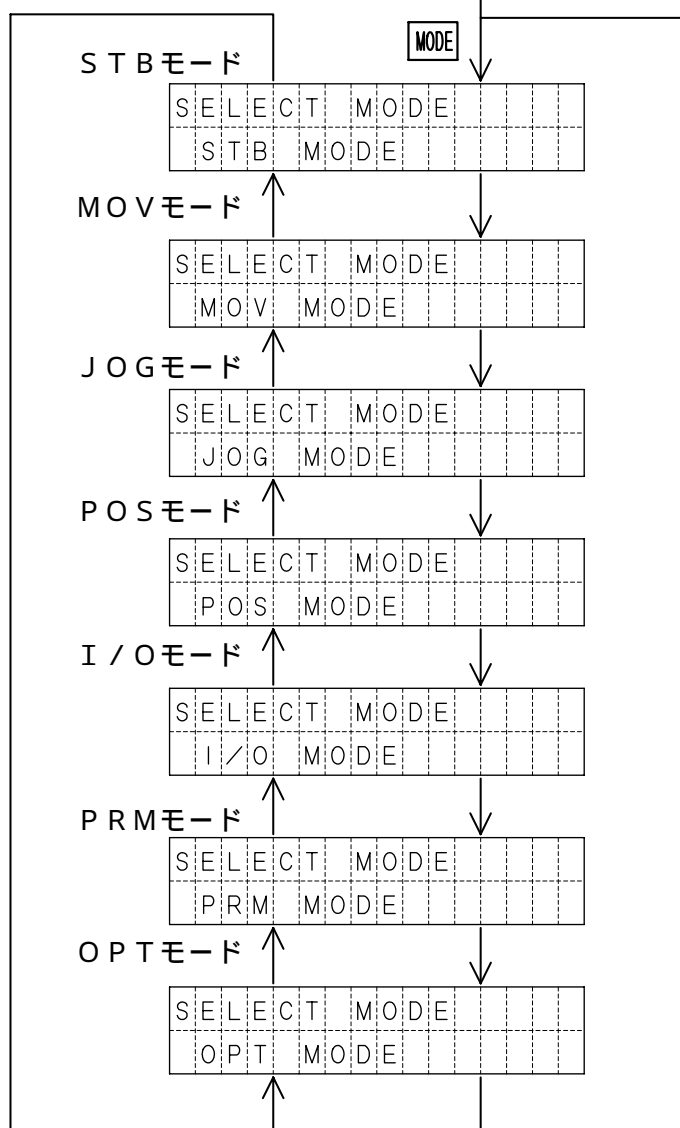 MODE
ＳＴＢモード
SELECT MODE
STB MODE
ＭＯＶモード
SELECT MODE
MOV MODE
ＪＯＧモード
SELECT MODE
JOG MODE
ＰＯＳモード
SELECT MODE
POS MODE
Ｉ／Ｏモード
SELECT MODE
I/O MODE
ＰＲＭモード
SELECT MODE
PRM MODE
ＯＰＴモード
SELECT MODE
OPT MODE